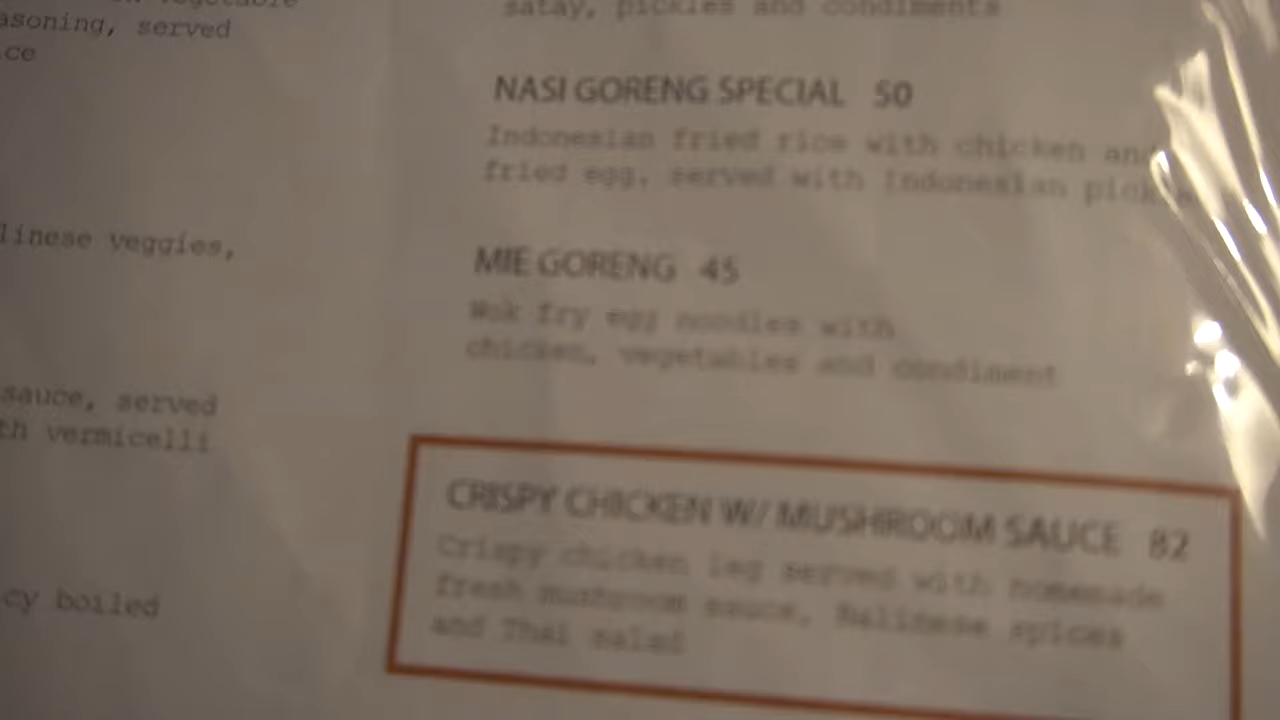 vegetable
asoning, served
ce
linese veggies,
sauce, served
th vermicelli
cy boiled
satay, pickles and condiments
NASI GORENG SPECIAL 50
Indonesian fried rice with chicken and
fried egg, served with Indonesian pickle
MIE GORENG 45
Wok fry egg noodles with
chicken, vegetables and condiment
CRISPY CHICKEN W/ MUSHROOM SAUCE 82
Crispy chicken leg served with homemade
fresh mushroom sauce, Balinese spices
and Thai salad